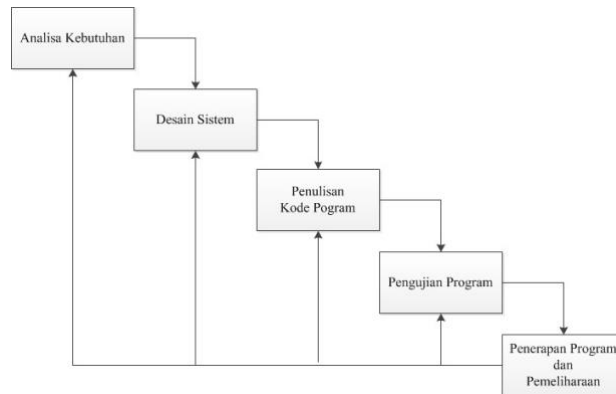 Analisa Kebutuhan
Desain Sistem
Penulisan
Kode Pogram
Pengujian Program
Penerapan Program
dan
Pemeliharaan